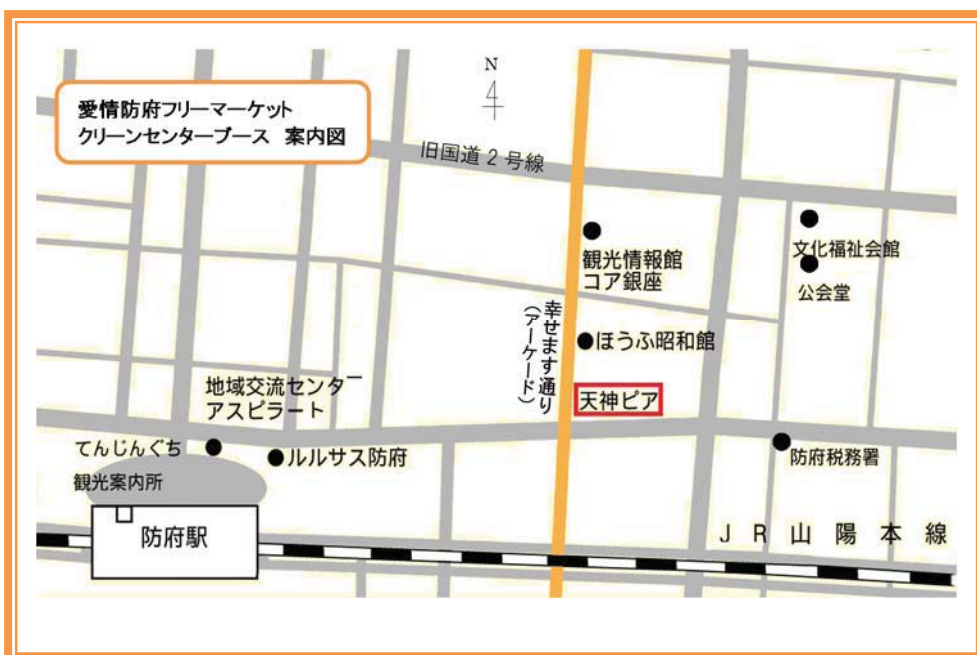 愛情防府フリーマーケット
クリーンセンターブース 案内図
N
旧国道2号線
文化福祉会館
公会堂
観光情報館
コア銀座
幸せます通り
(アーケード)
ほうふ昭和館
天神ピア
地域交流センター
アスピラート
てんじんぐち
観光案内所
ルルサス防府
防府税務署
防府駅
JR山陽本線